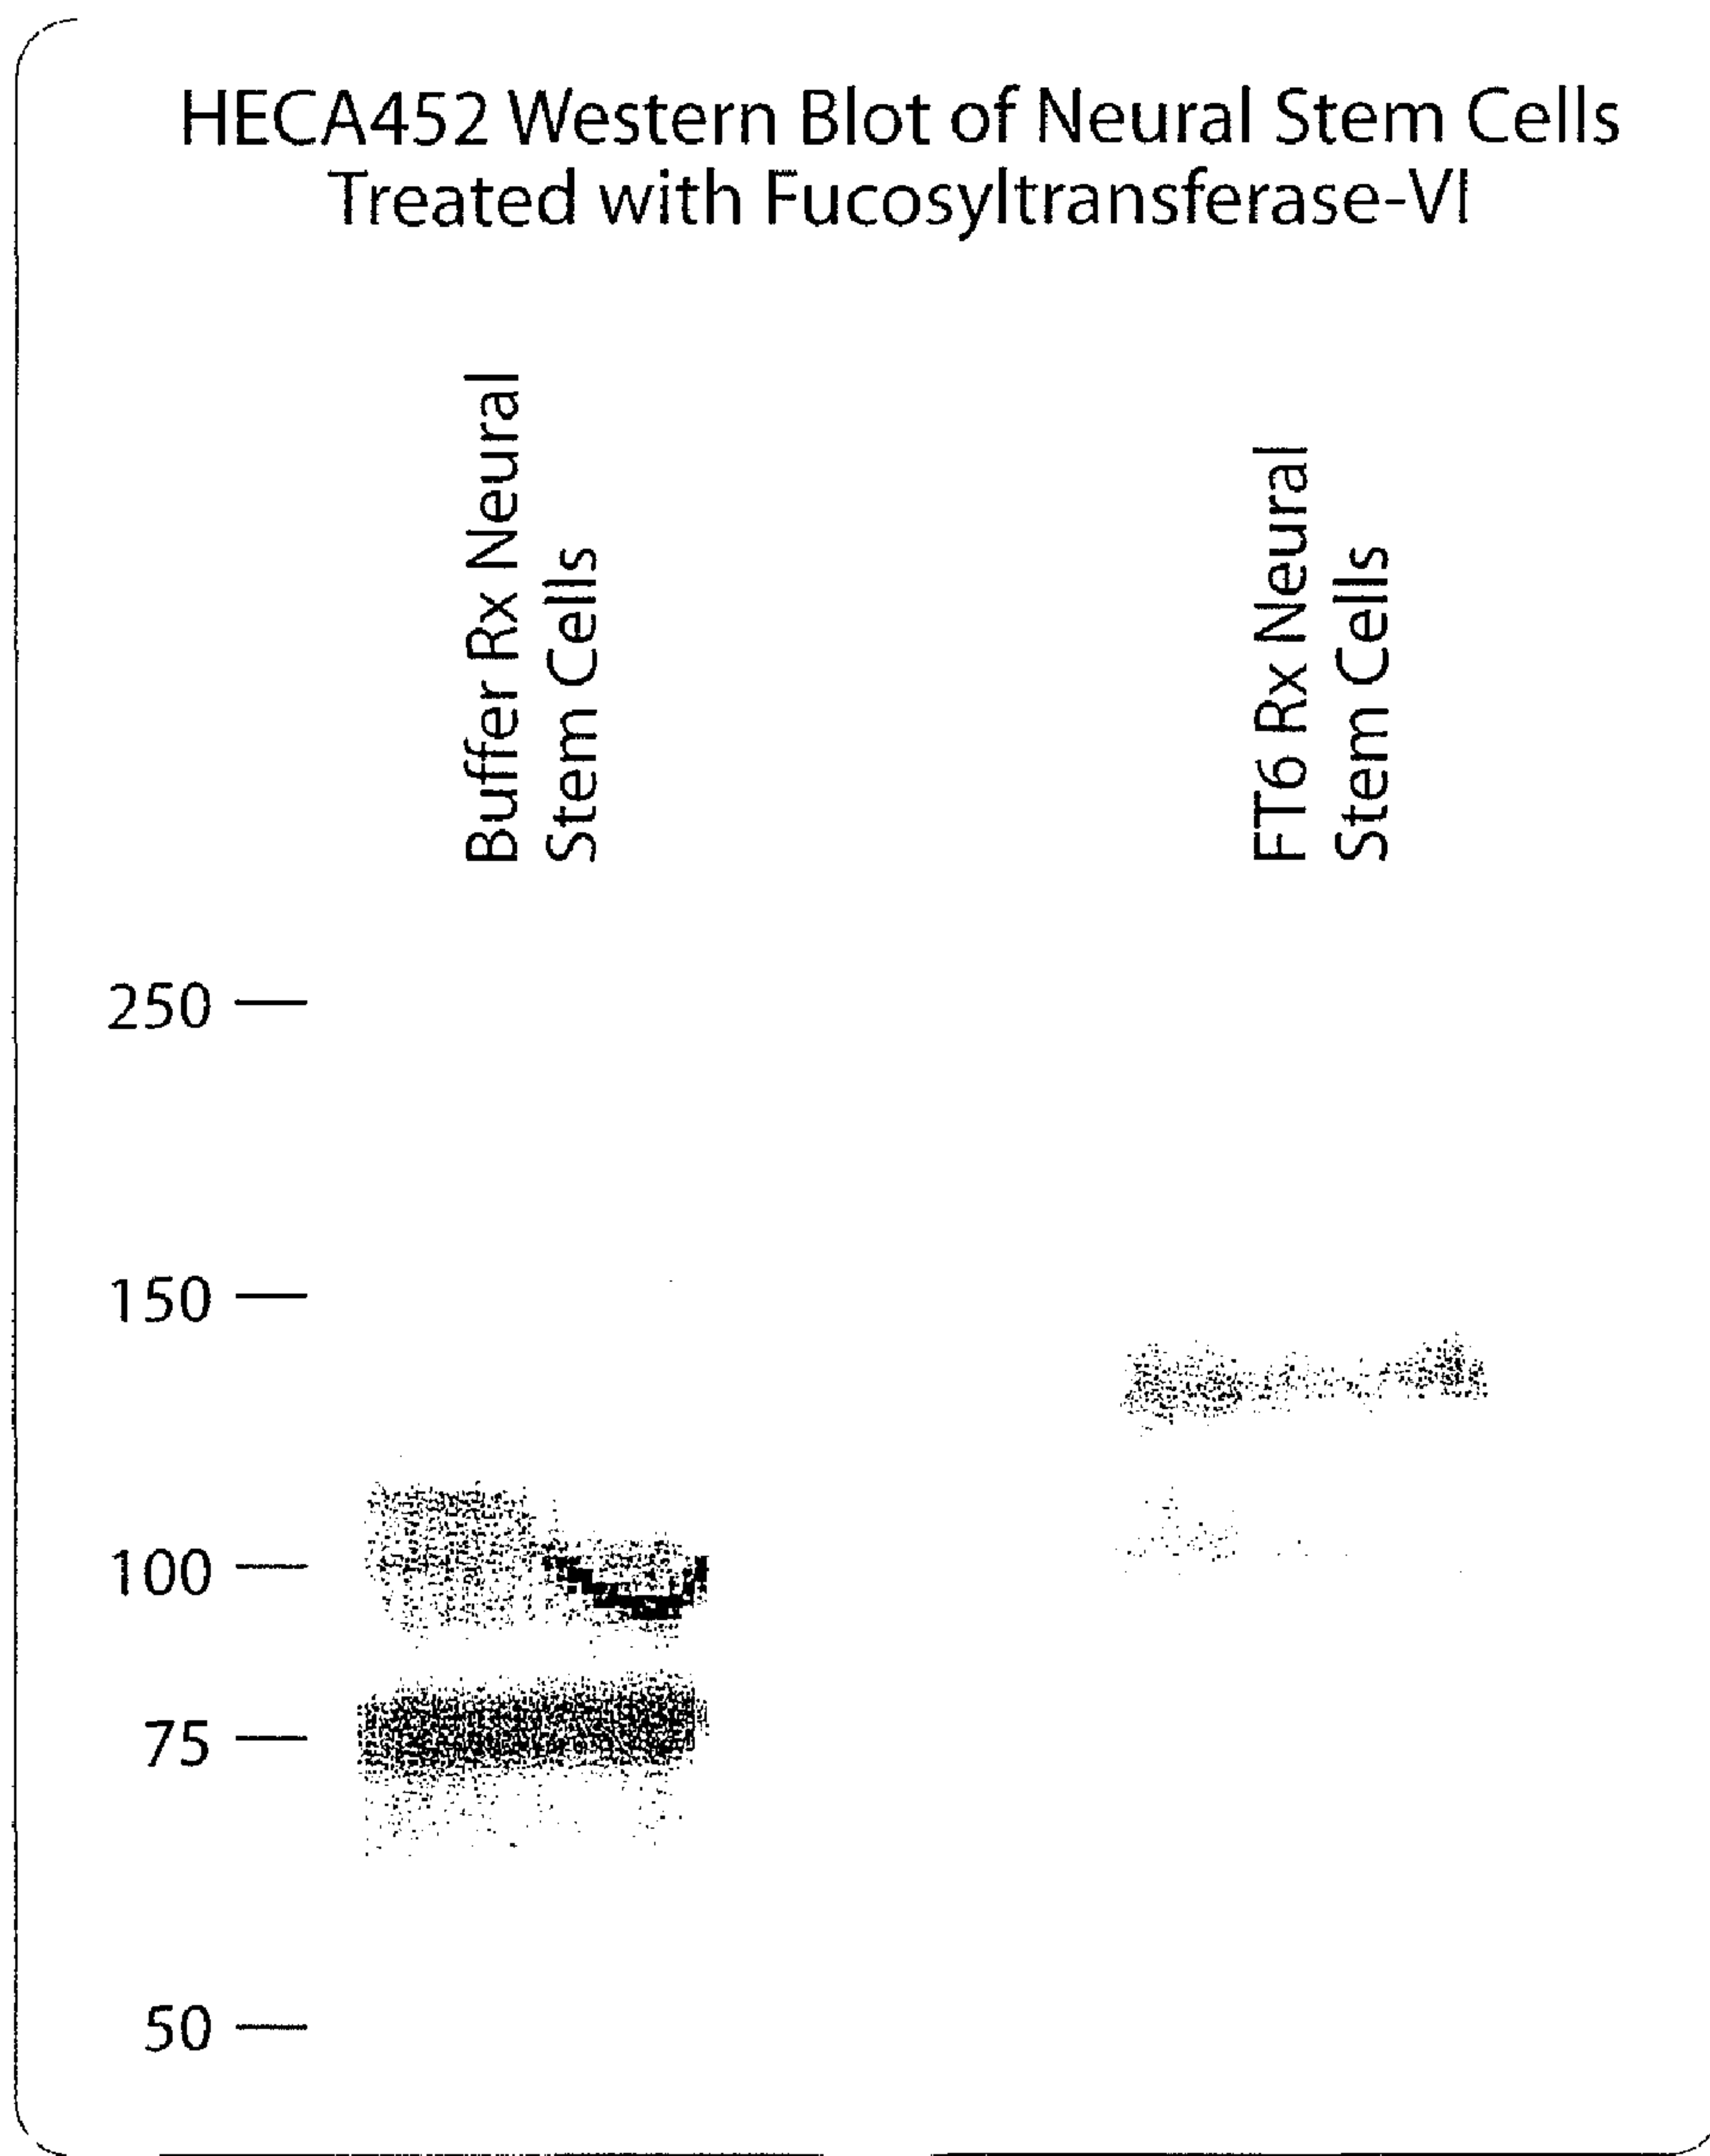 HECA452 Western Blot of Neural Stem Cells
Treated with Fucosyltransferase-VI
Buffer Rx Neural
Stem Cells
FT6 Rx Neural
Stem Cells
250
150
100
75
50